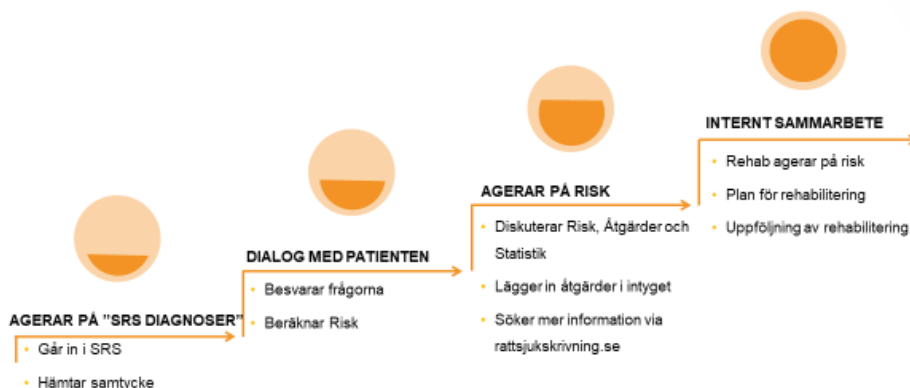 AGERAR PÅ "SRS DIAGNOSER"
• Går in i SRS
• Hämtar samtycke
DIALOG MED PATIENTEN
• Besvarar frågorna
• Beräknar Risk
AGERAR PÅ RISK
• Diskuterar Risk, Åtgärder och
Statistik
• Lägger in åtgärder i intyget
• Söker mer information via
rattsjukskrivning.se
INTERNT SAMMARBETE
• Rehab agerar på risk
• Plan för rehabilitering
• Uppföljning av rehabilitering